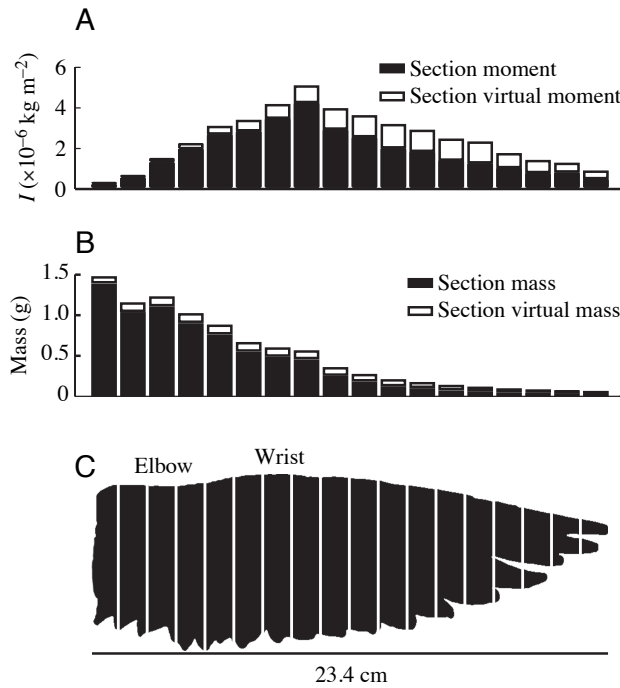 A
I (×10⁻⁶ kg m⁻²)
6
4
2
0
Section moment
Section virtual moment
B
Mass (g)
1.5
1.0
0.5
0
Section mass
Section virtual mass
C
Elbow
Wrist
23.4 cm